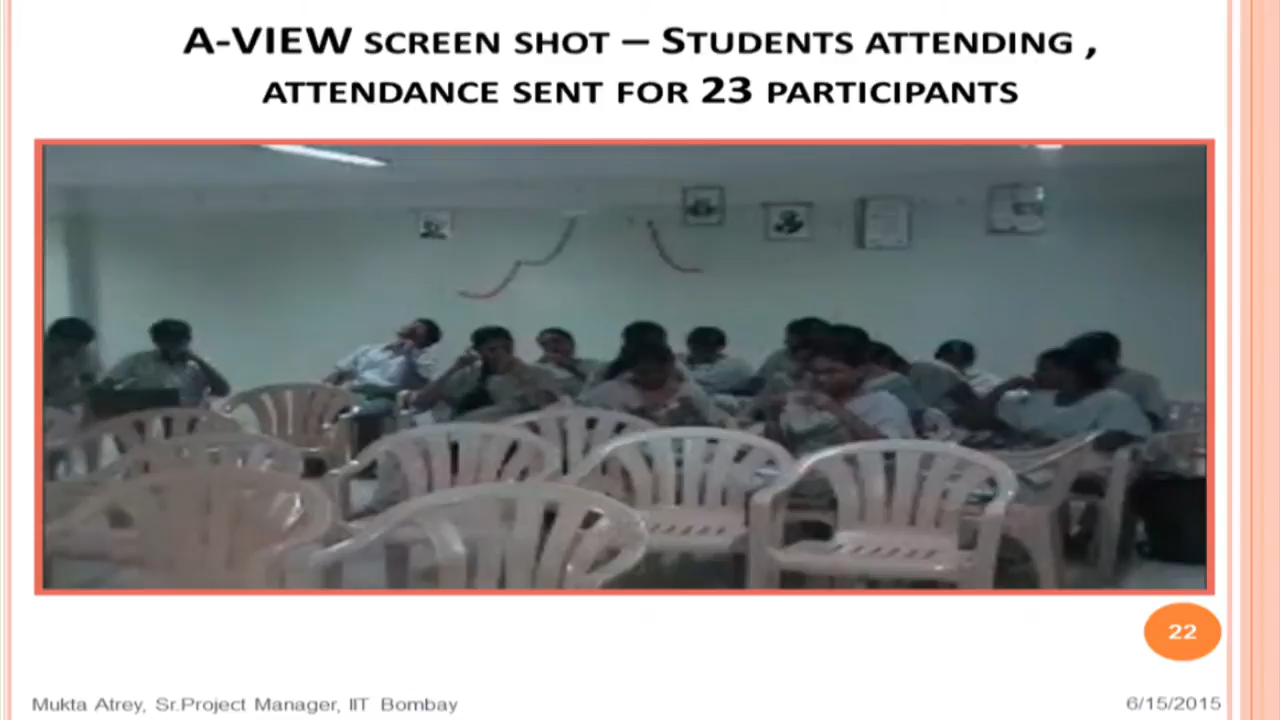 A-VIEW SCREEN SHOT – STUDENTS ATTENDING ,
ATTENDANCE SENT FOR 23 PARTICIPANTS
22
Mukta Atrey, Sr.Project Manager, IIT Bombay
6/15/2015